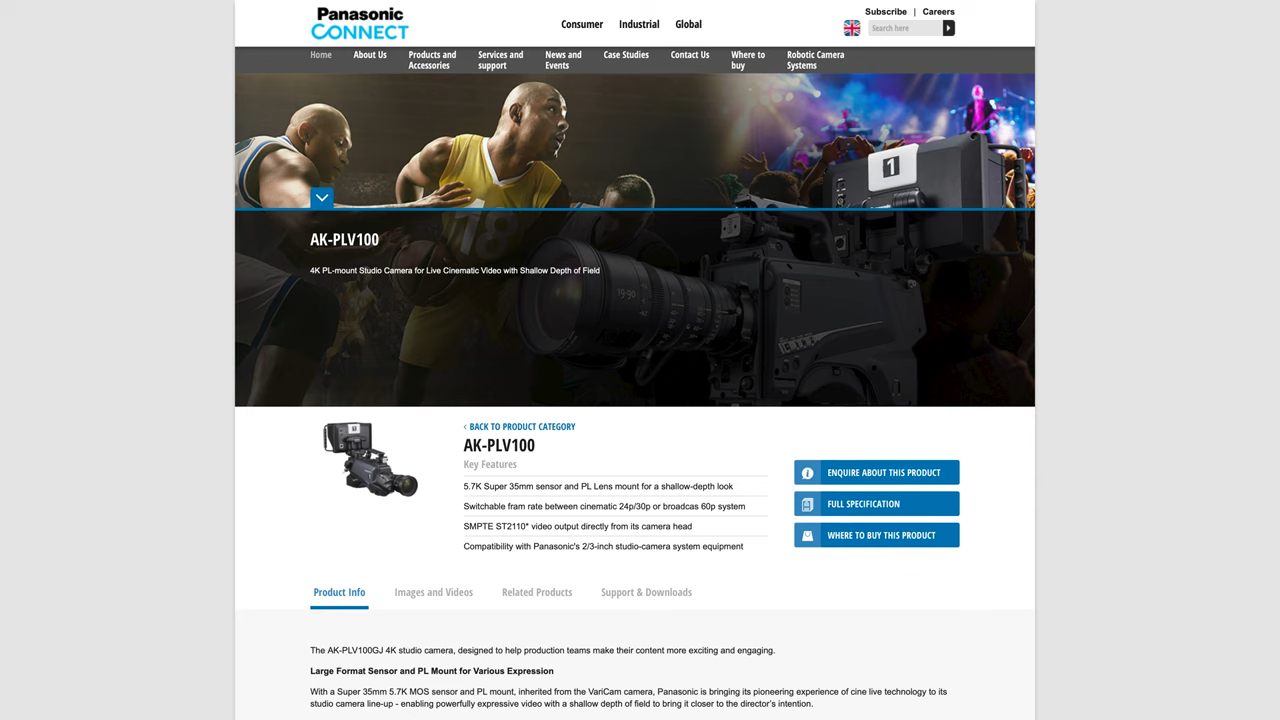 Panasonic
CONNECT
Consumer Industrial Global
Subscribe | Careers
Search here
Home About Us Products and Accessories Services and support News and Events Case Studies Contact Us Where to buy Robotic Camera Systems
1
18
AK-PLV100
4K PL-mount Studio Camera for Live Cinematic Video with Shallow Depth of Field
19-90
‹ BACK TO PRODUCT CATEGORY
AK-PLV100
Key Features
5.7K Super 35mm sensor and PL Lens mount for a shallow-depth look
Switchable fram rate between cinematic 24p/30p or broadcas 60p system
SMPTE ST2110* video output directly from its camera head
Compatibility with Panasonic's 2/3-inch studio-camera system equipment
ENQUIRE ABOUT THIS PRODUCT
FULL SPECIFICATION
WHERE TO BUY THIS PRODUCT
Product Info Images and Videos Related Products Support & Downloads
The AK-PLV100GJ 4K studio camera, designed to help production teams make their content more exciting and engaging.
Large Format Sensor and PL Mount for Various Expression
With a Super 35mm 5.7K MOS sensor and PL mount, inherited from the VariCam camera, Panasonic is bringing its pioneering experience of cine live technology to its
studio camera line-up - enabling powerfully expressive video with a shallow depth of field to bring it closer to the director's intention.